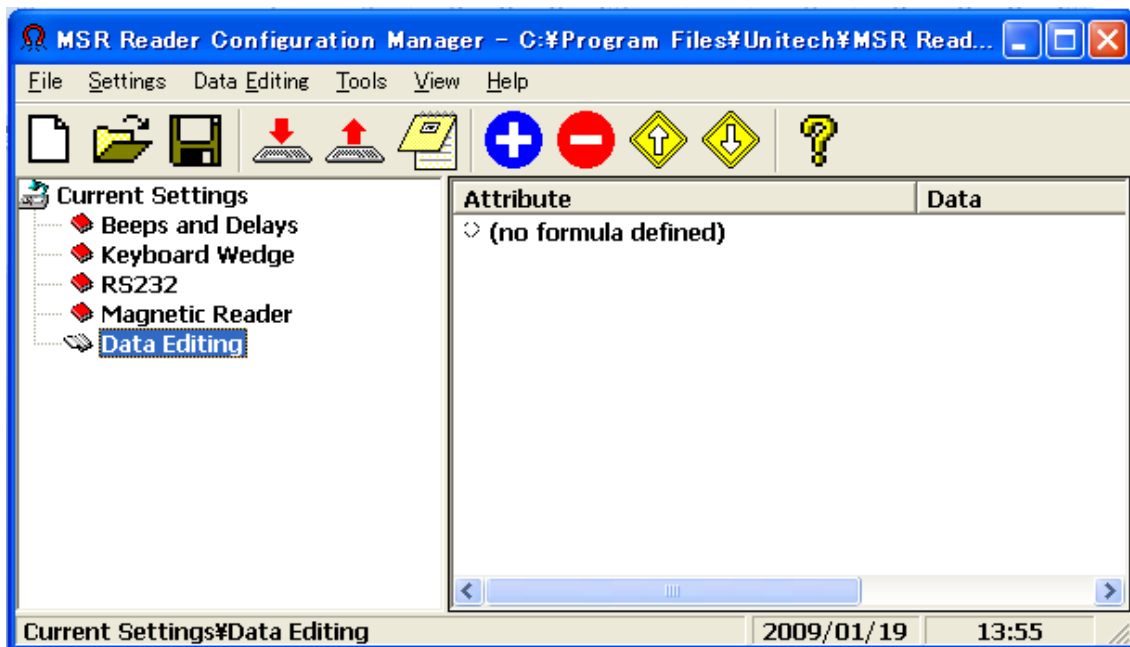 MSR Reader Configuration Manager - C:¥Program Files¥Unitech¥MSR Read...
File Settings Data Editing Tools View Help
Current Settings
Beeps and Delays
Keyboard Wedge
RS232
Magnetic Reader
Data Editing
Attribute Data
(no formula defined)
Current Settings¥Data Editing 2009/01/19 13:55